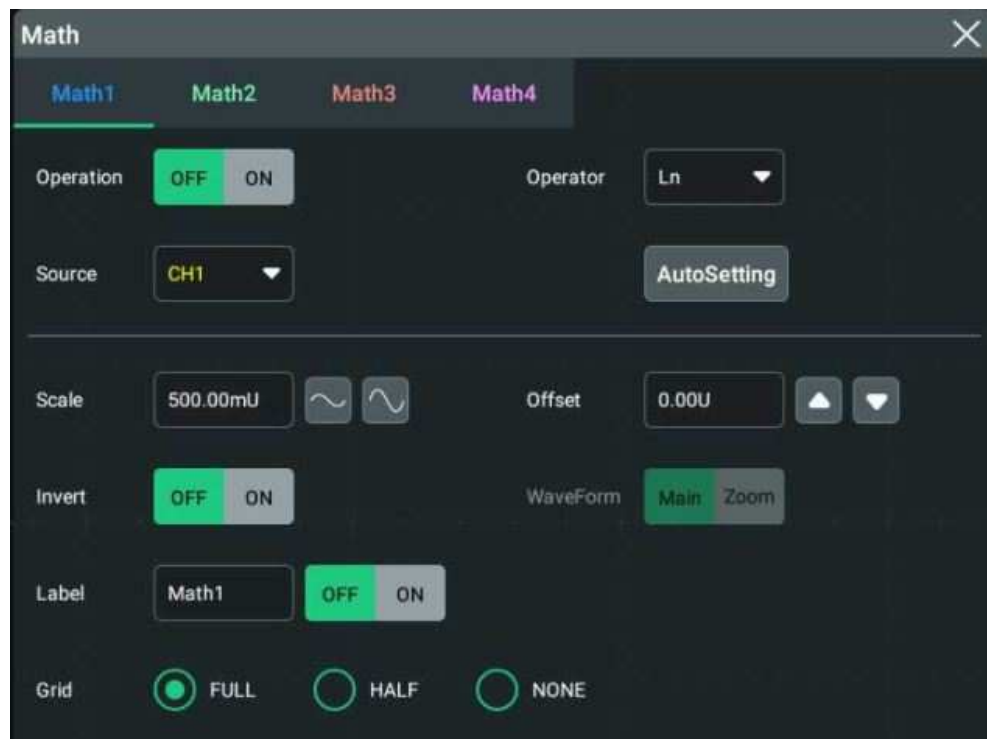 Math
Math1 Math2 Math3 Math4
Operation OFF ON Operator Ln
Source CH1 AutoSetting
Scale 500.00mU Offset 0.00U
Invert OFF ON WaveForm Main Zoom
Label Math1 OFF ON
Grid FULL HALF NONE